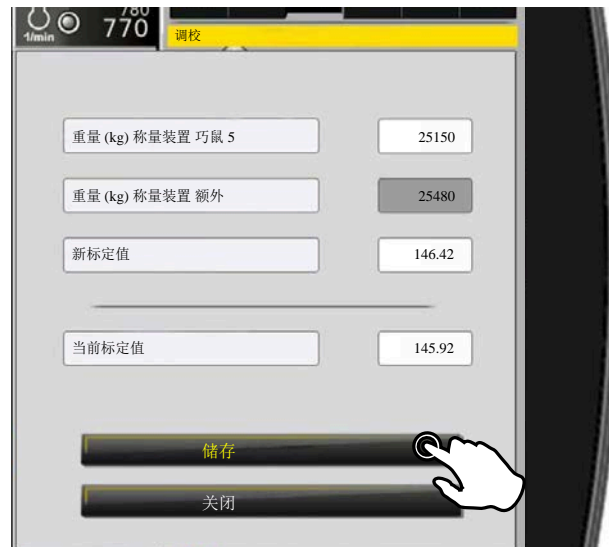 780
1/min 770
调校
重量 (kg) 称量装置 巧鼠 5 25150
重量 (kg) 称量装置 额外 25480
新标定值 146.42
当前标定值 145.92
储存
关闭